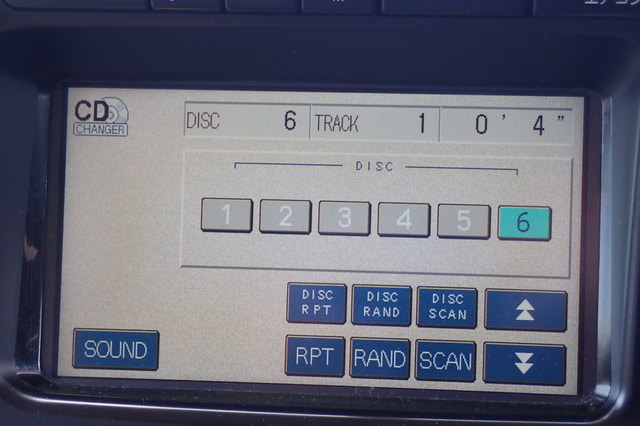 CD
CHANGER
DISC 6 TRACK 1 0 ' 4 "
DISC
1 2 3 4 5 6
DISC RPT DISC RAND DISC SCAN
SOUND RPT RAND SCAN